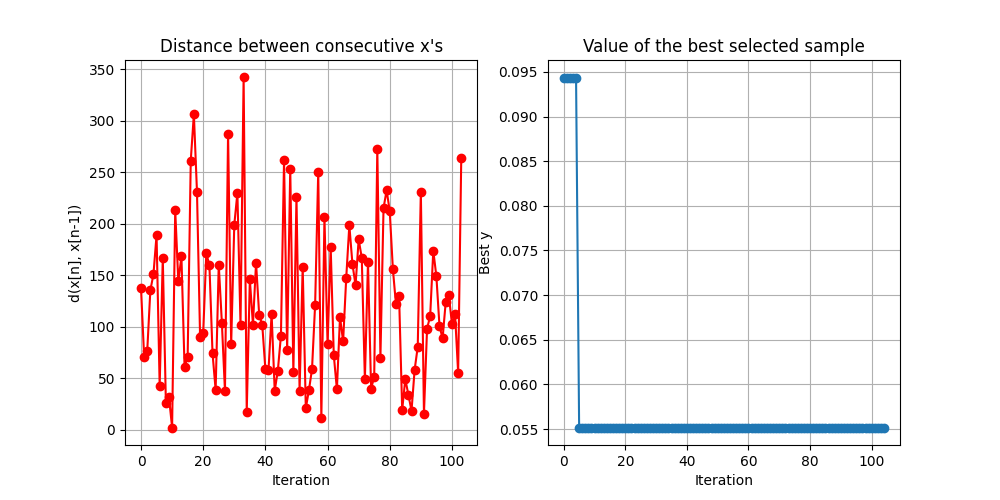 Distance between consecutive x's
350
300
250
200
150
100
50
0
d(x[n], x[n-1])
0 20 40 60 80 100
Iteration
Value of the best selected sample
0.095
0.090
0.085
0.080
0.075
0.070
0.065
0.060
0.055
Best y
0 20 40 60 80 100
Iteration